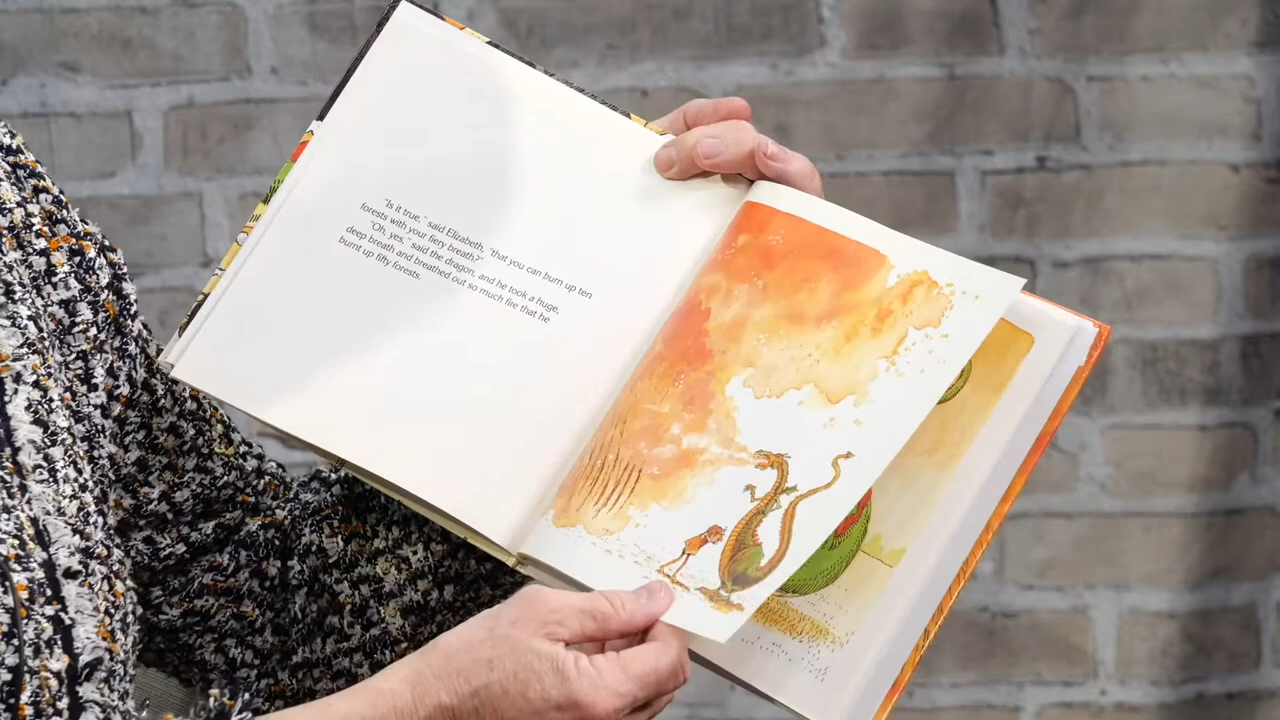 "Is it true," said Elizabeth, "that you can burn up ten
forests with your fiery breath?"
"Oh, yes," said the dragon, and he took a huge,
deep breath and breathed out so much fire that he
burnt up fifty forests.